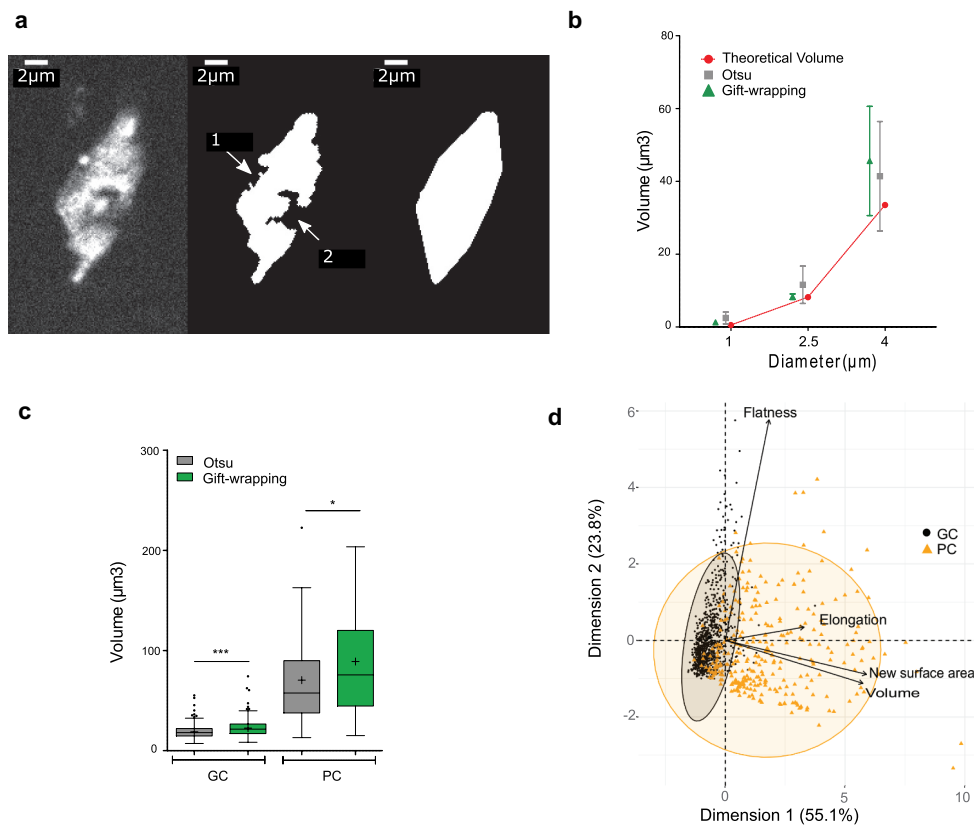 a
2μm
2μm
2μm
1
2
b
80
60
40
20
0
Volume (μm3)
Theoretical Volume
Otsu
Gift-wrapping
1
2.5
4
Diameter(μm)
c
300
200
100
0
Volume (μm3)
Otsu
Gift-wrapping
***
*
GC
PC
d
6
4
2
0
-2
Dimension 2 (23.8%)
Flatness
GC
PC
Elongation
New surface area
Volume
0
5
10
Dimension 1 (55.1%)